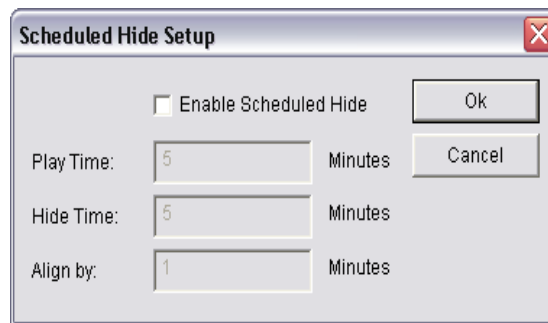 Scheduled Hide Setup
Enable Scheduled Hide
Ok
Play Time: 5 Minutes
Cancel
Hide Time: 5 Minutes
Align by: 1 Minutes